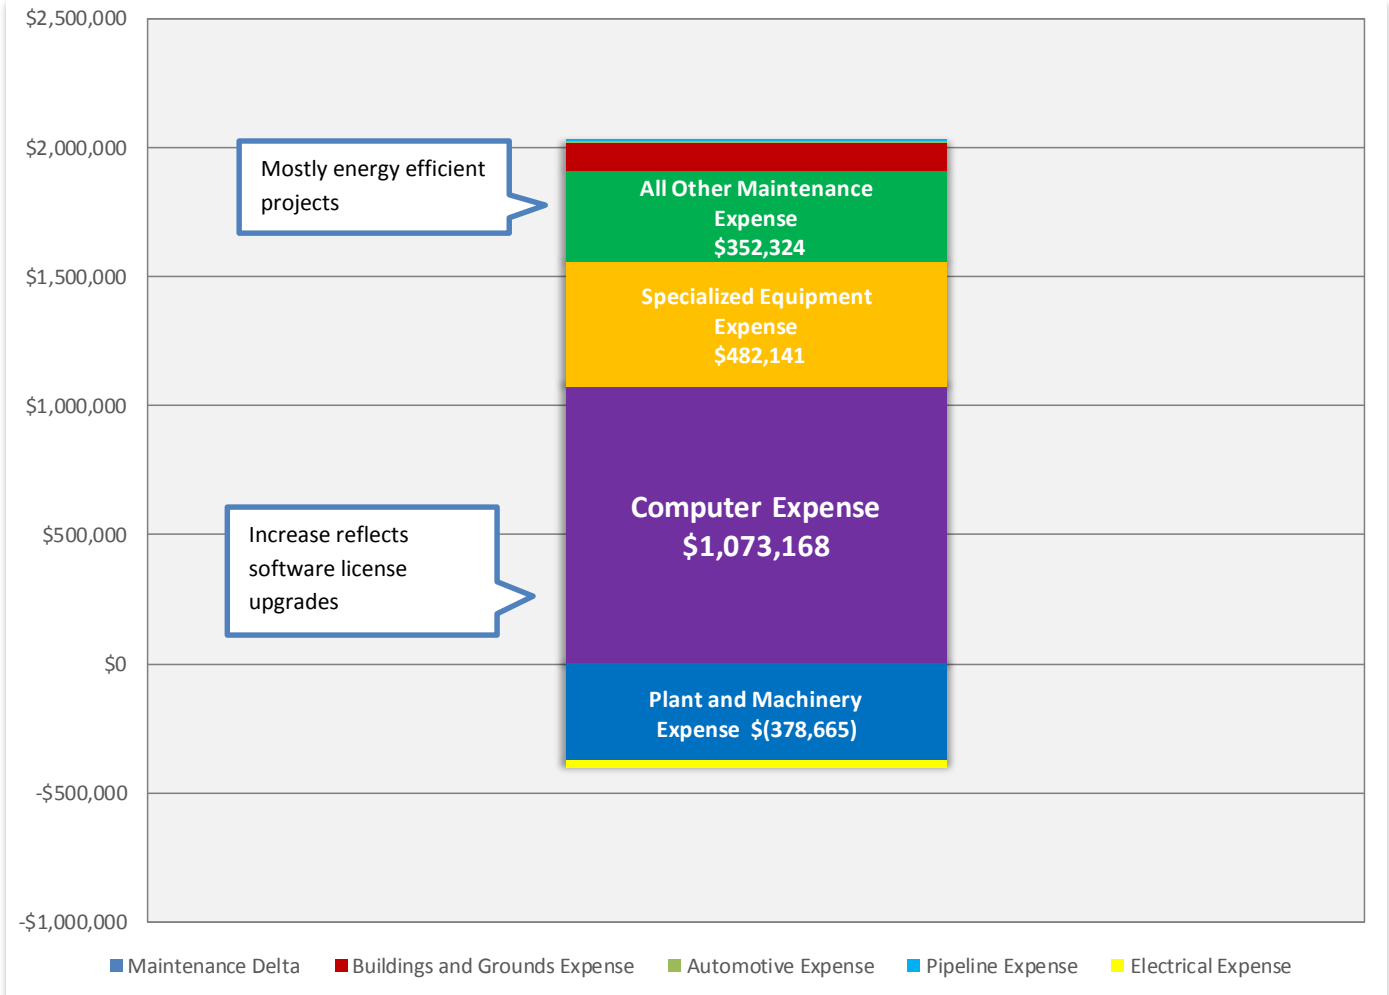 $2,500,000
$2,000,000
Mostly energy efficient
projects
All Other Maintenance
Expense
$352,324
$1,500,000
Specialized Equipment
Expense
$482,141
$1,000,000
Computer Expense
$1,073,168
$500,000
Increase reflects
software license
upgrades
$0
Plant and Machinery
Expense $(378,665)
-$500,000
-$1,000,000
Maintenance Delta Buildings and Grounds Expense Automotive Expense Pipeline Expense Electrical Expense